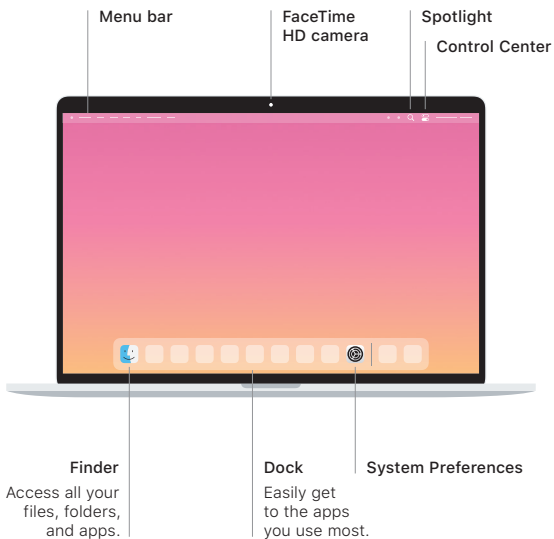 Menu bar
FaceTime
HD camera
Spotlight
Control Center
Finder
Access all your
files, folders,
and apps.
Dock
Easily get
to the apps
you use most.
System Preferences